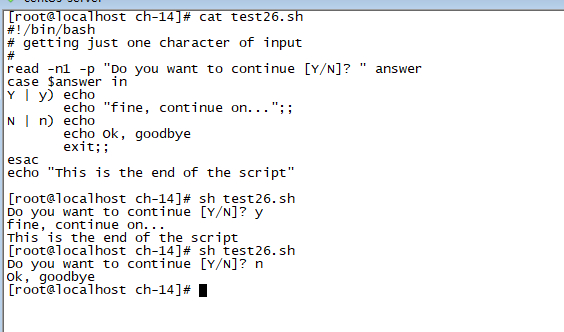 [root@localhost ch-14]# cat test26.sh
#!/bin/bash
# getting just one character of input
#
read -n1 -p "Do you want to continue [Y/N]? " answer
case $answer in
Y | y) echo
        echo "fine, continue on...";;
N | n) echo
        echo Ok, goodbye
        exit;;
esac
echo "This is the end of the script"

[root@localhost ch-14]# sh test26.sh
Do you want to continue [Y/N]? y
fine, continue on...
This is the end of the script
[root@localhost ch-14]# sh test26.sh
Do you want to continue [Y/N]? n
Ok, goodbye
[root@localhost ch-14]#